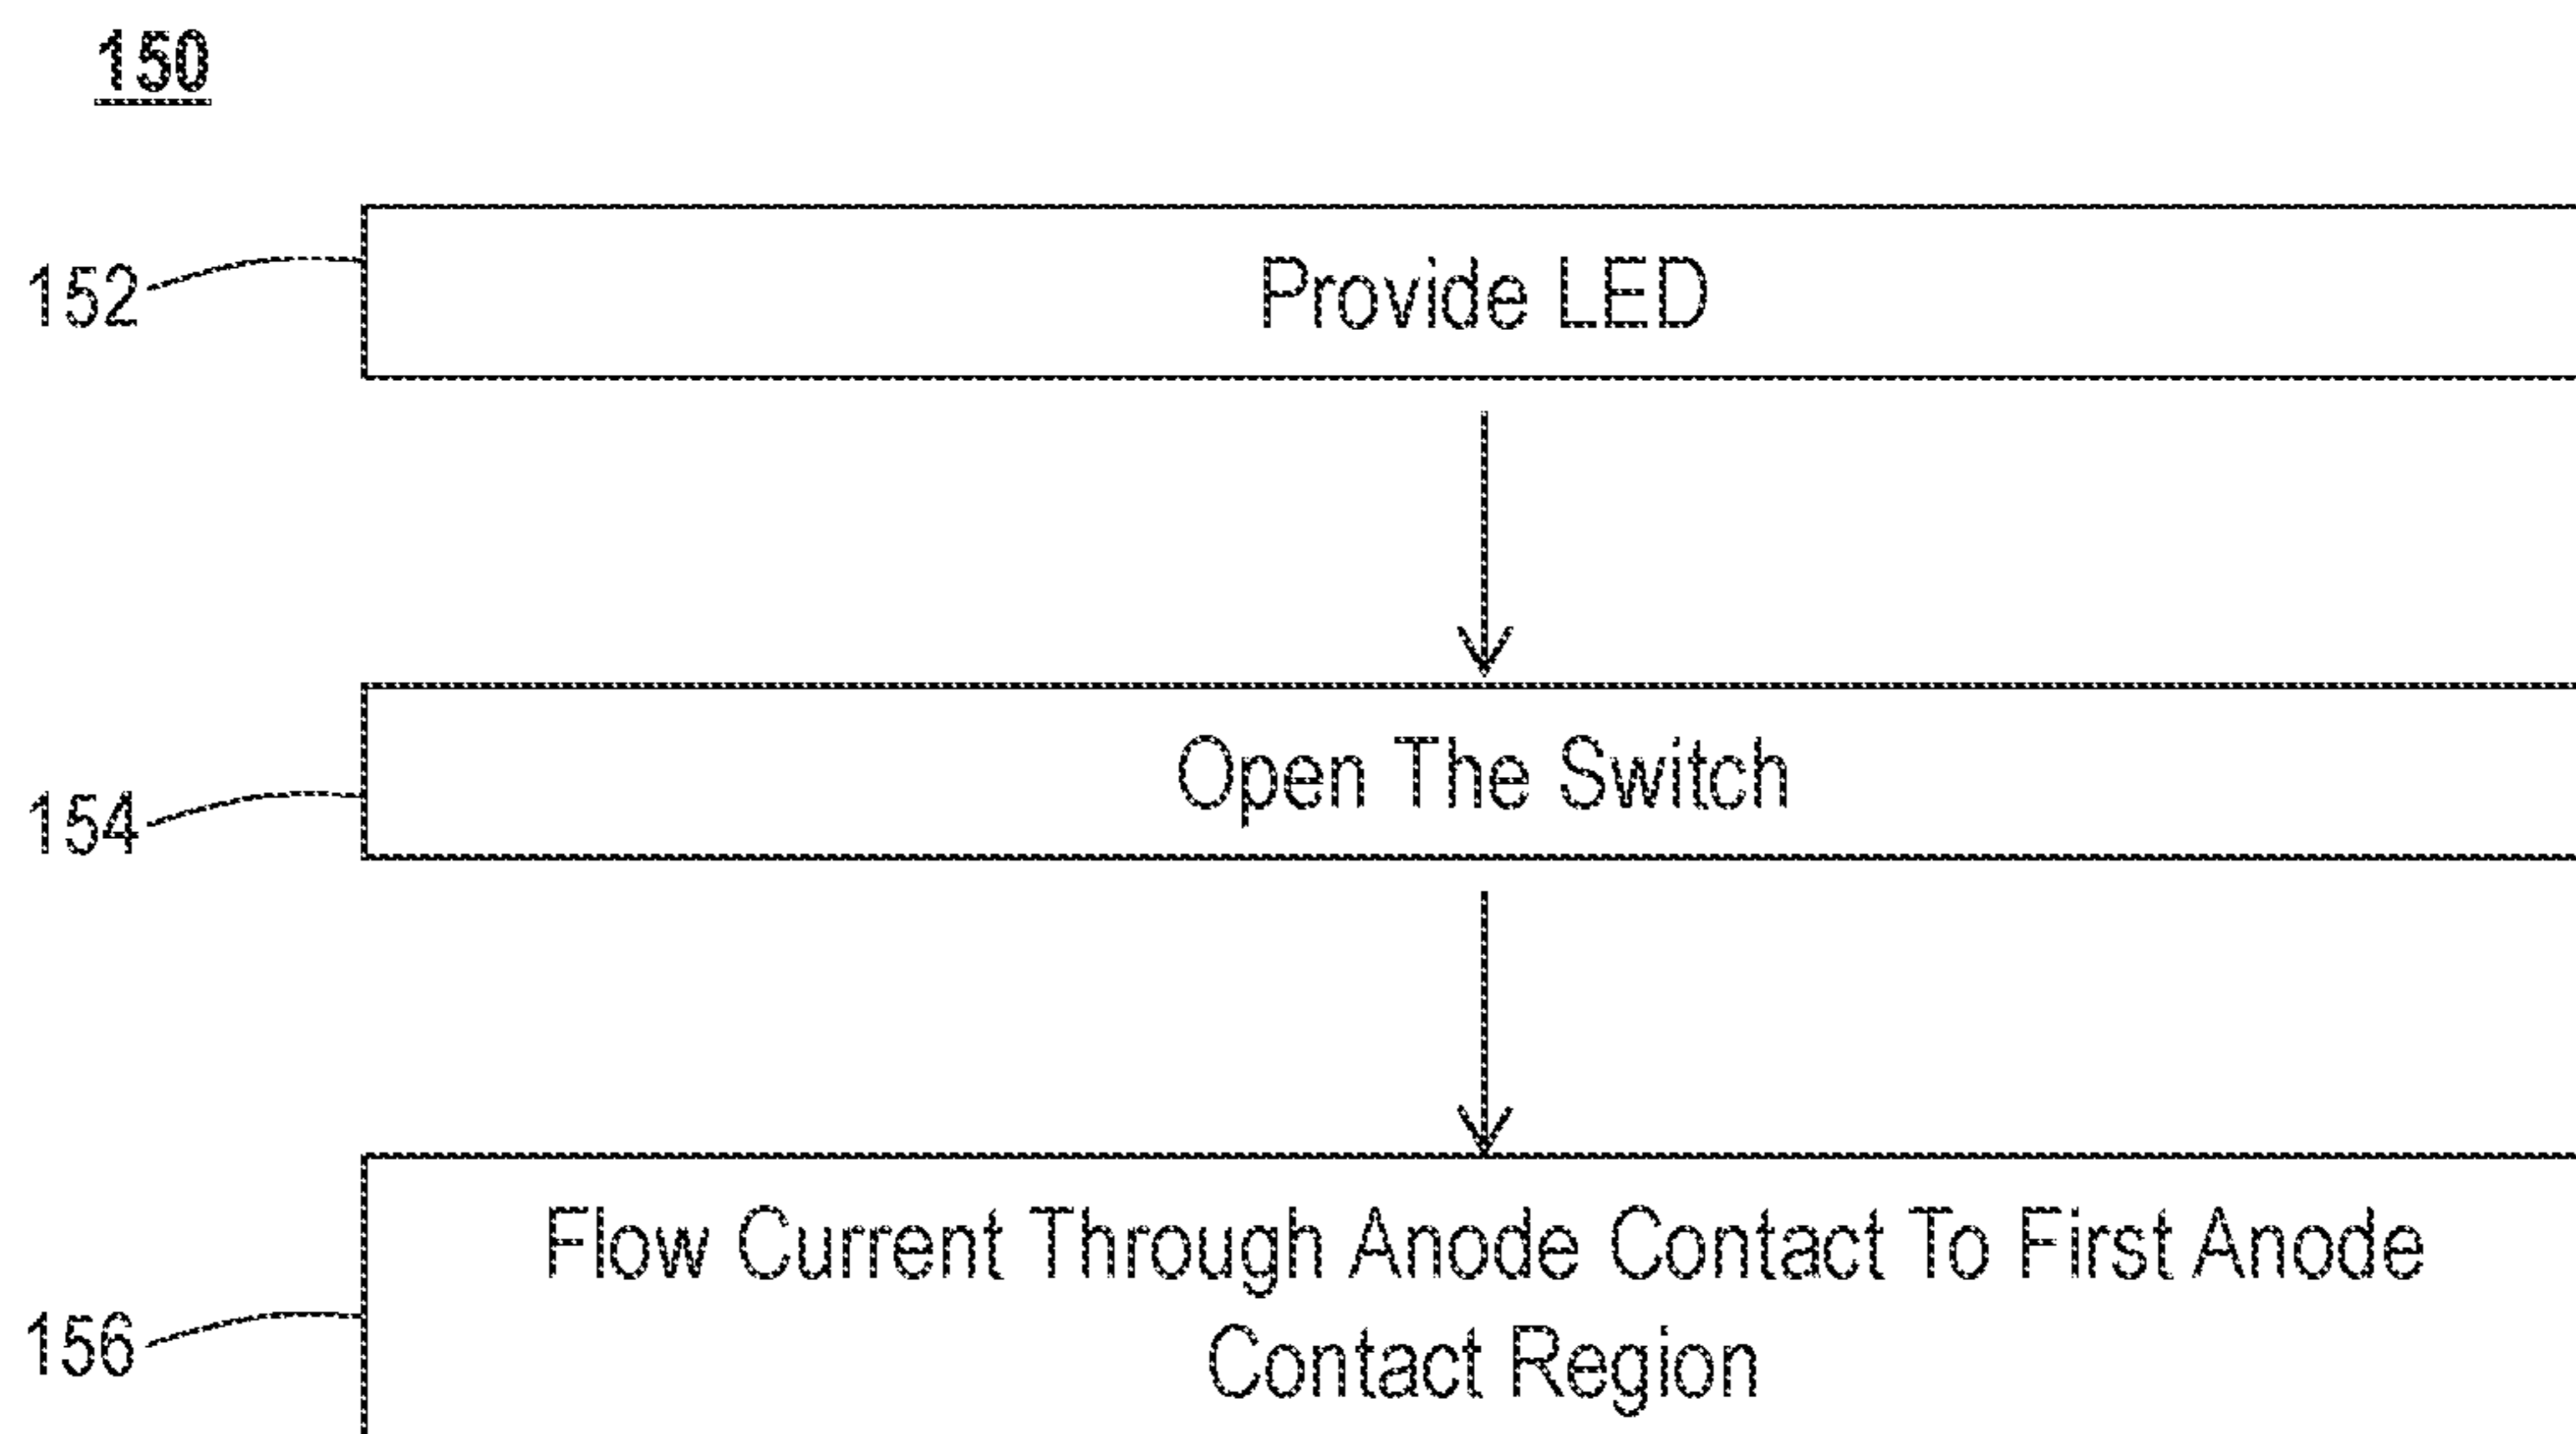 150
152
Provide LED
154
Open The Switch
156
Flow Current Through Anode Contact To First Anode
Contact Region